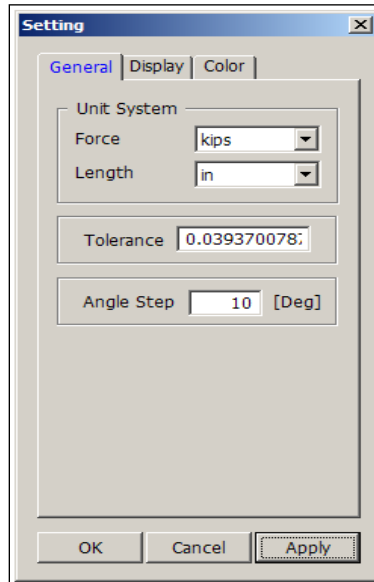 Setting
General Display Color
Unit System
Force kips
Length in
Tolerance 0.0393700787
Angle Step 10 [Deg]
OK Cancel Apply